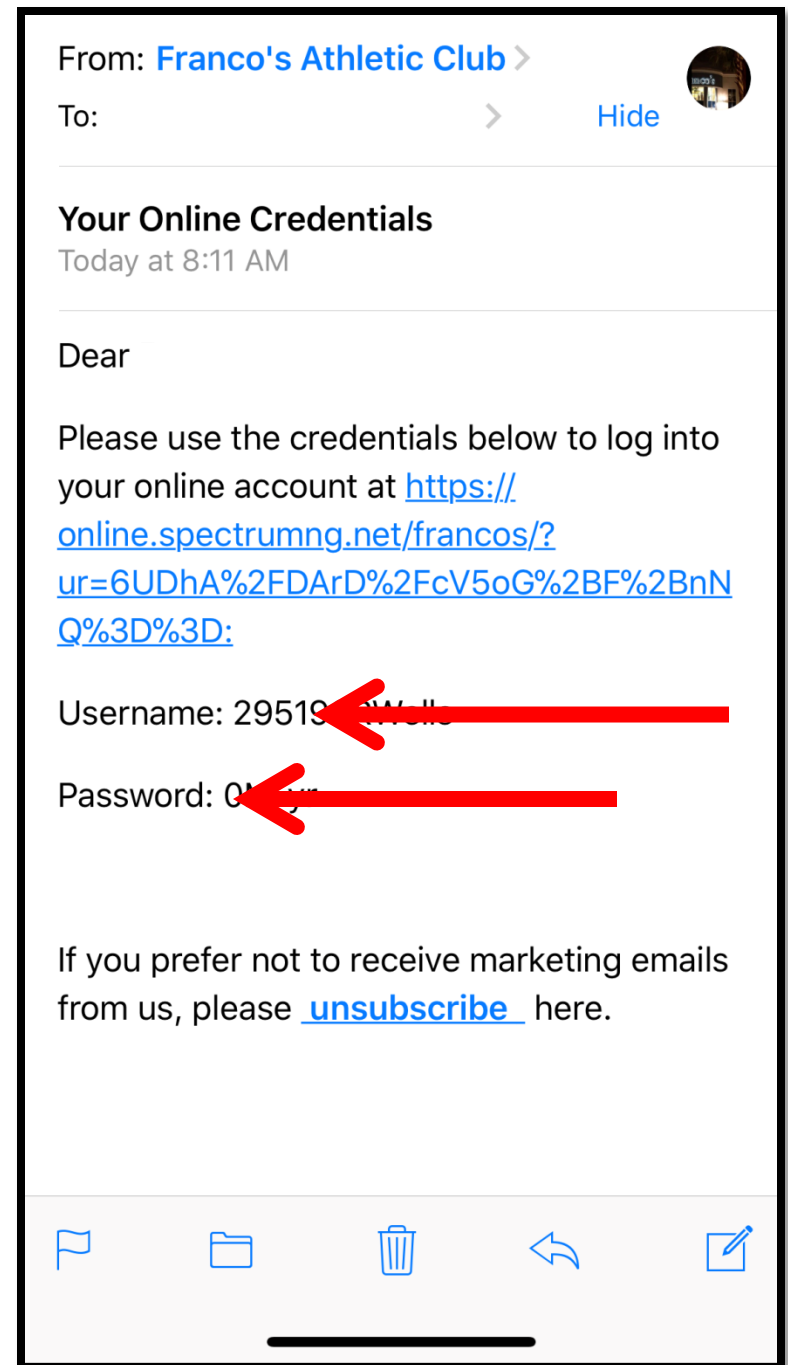 From: Franco's Athletic Club
To: Hide
Your Online Credentials
Today at 8:11 AM
Dear
Please use the credentials below to log into
your online account at https://
online.spectrumng.net/francos/?
ur=6UDhA%2FDArD%2FcV5oG%2BF%2BnN
Q%3D%3D:
Username: 29519
Password:
If you prefer not to receive marketing emails
from us, please unsubscribe here.